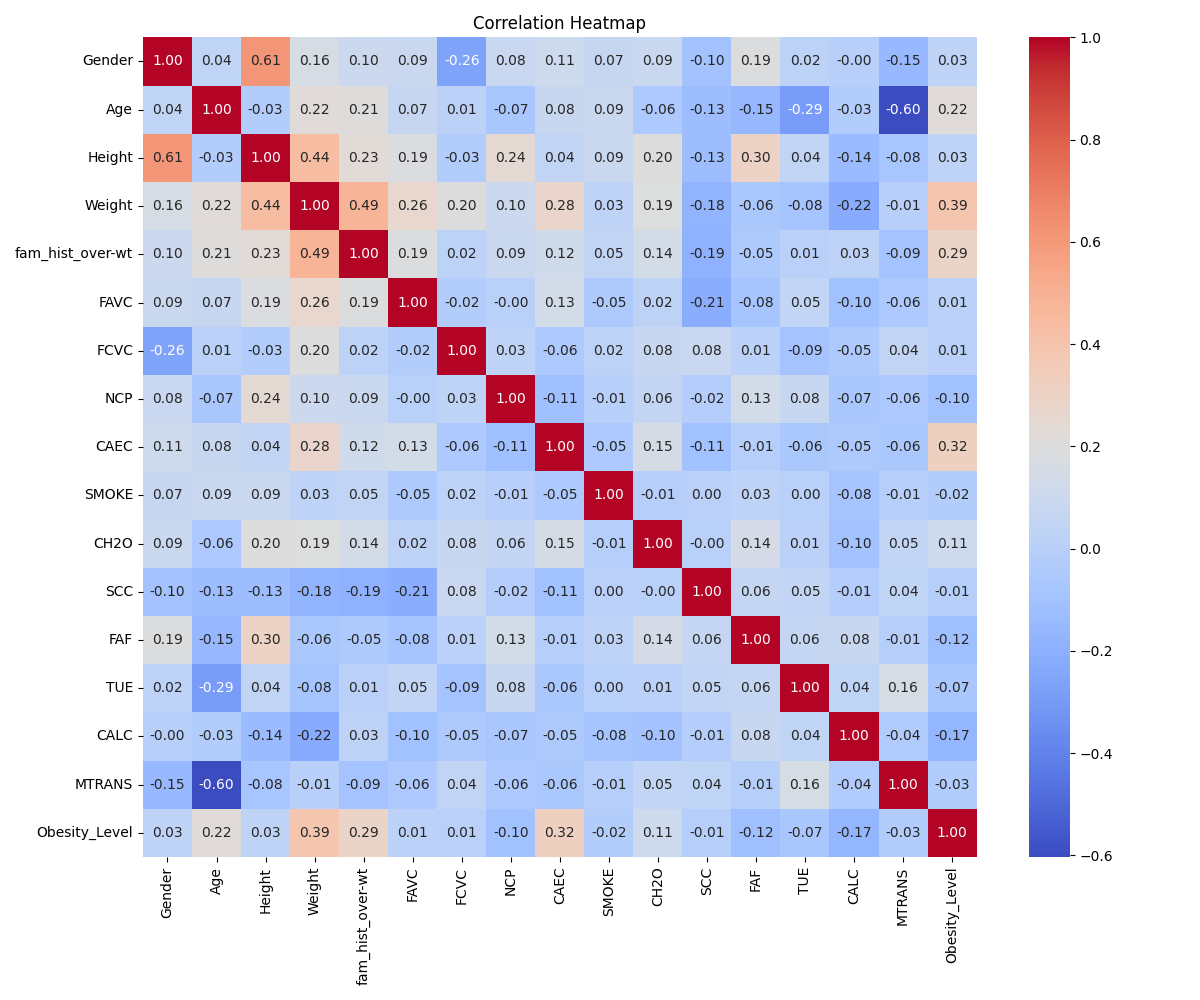 Correlation Heatmap
Gender 1.00 0.04 0.61 0.16 0.10 0.09 -0.26 0.08 0.11 0.07 0.09 -0.10 0.19 0.02 -0.00 -0.15 0.03
Age 0.04 1.00 -0.03 0.22 0.21 0.07 0.01 -0.07 0.08 0.09 -0.06 -0.13 -0.15 -0.29 -0.03 -0.60 0.22
Height 0.61 -0.03 1.00 0.44 0.23 0.19 -0.03 0.24 0.04 0.09 0.20 -0.13 0.30 0.04 -0.14 -0.08 0.03
Weight 0.16 0.22 0.44 1.00 0.49 0.26 0.20 0.10 0.28 0.03 0.19 -0.18 -0.06 -0.08 -0.22 -0.01 0.39
fam_hist_over-wt 0.10 0.21 0.23 0.49 1.00 0.19 0.02 0.09 0.12 0.05 0.14 -0.19 -0.05 0.01 0.03 -0.09 0.29
FAVC 0.09 0.07 0.19 0.26 0.19 1.00 -0.02 -0.00 0.13 -0.05 0.02 -0.21 -0.08 0.05 -0.10 -0.06 0.01
FCVC -0.26 0.01 -0.03 0.20 0.02 -0.02 1.00 0.03 -0.06 0.02 0.08 0.08 0.01 -0.09 -0.05 0.04 0.01
NCP 0.08 -0.07 0.24 0.10 0.09 -0.00 0.03 1.00 -0.11 -0.01 0.06 -0.02 0.13 0.08 -0.07 -0.06 -0.10
CAEC 0.11 0.08 0.04 0.28 0.12 0.13 -0.06 -0.11 1.00 -0.05 0.15 -0.11 -0.01 -0.06 -0.05 -0.06 0.32
SMOKE 0.07 0.09 0.09 0.03 0.05 -0.05 0.02 -0.01 -0.05 1.00 -0.01 0.00 0.03 0.00 -0.08 -0.01 -0.02
CH2O 0.09 -0.06 0.20 0.19 0.14 0.02 0.08 0.06 0.15 -0.01 1.00 -0.00 0.14 0.01 -0.10 0.05 0.11
SCC -0.10 -0.13 -0.13 -0.18 -0.19 -0.21 0.08 -0.02 -0.11 0.00 -0.00 1.00 0.06 0.05 -0.01 0.04 -0.01
FAF 0.19 -0.15 0.30 -0.06 -0.05 -0.08 0.01 0.13 -0.01 0.03 0.14 0.06 1.00 0.06 0.08 -0.01 -0.12
TUE 0.02 -0.29 0.04 -0.08 0.01 0.05 -0.09 0.08 -0.06 0.00 0.01 0.05 0.06 1.00 0.04 0.16 -0.07
CALC -0.00 -0.03 -0.14 -0.22 0.03 -0.10 -0.05 -0.07 -0.05 -0.08 -0.10 -0.01 0.08 0.04 1.00 -0.04 -0.17
MTRANS -0.15 -0.60 -0.08 -0.01 -0.09 -0.06 0.04 -0.06 -0.06 -0.01 0.05 0.04 -0.01 0.16 -0.04 1.00 -0.03
Obesity_Level 0.03 0.22 0.03 0.39 0.29 0.01 0.01 -0.10 0.32 -0.02 0.11 -0.01 -0.12 -0.07 -0.17 -0.03 1.00
Gender Age Height Weight fam_hist_over-wt FAVC FCVC NCP CAEC SMOKE CH2O SCC FAF TUE CALC MTRANS Obesity_Level
1.0
0.8
0.6
0.4
0.2
0.0
−0.2
−0.4
−0.6